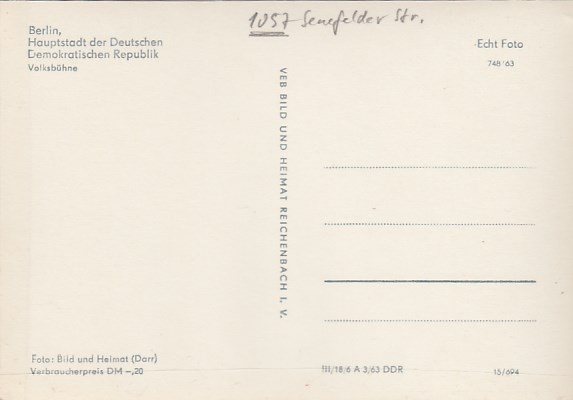 1057 Senefelder Str.
Berlin,
Hauptstadt der Deutschen
Demokratischen Republik
Volksbühne
Echt Foto
748/63
VEB BILD UND HEIMAT REICHENBACH I. V.
Foto: Bild und Heimat (Darr)
Verbraucherpreis DM -,20
III/18/6 A 3/63 DDR
15/694